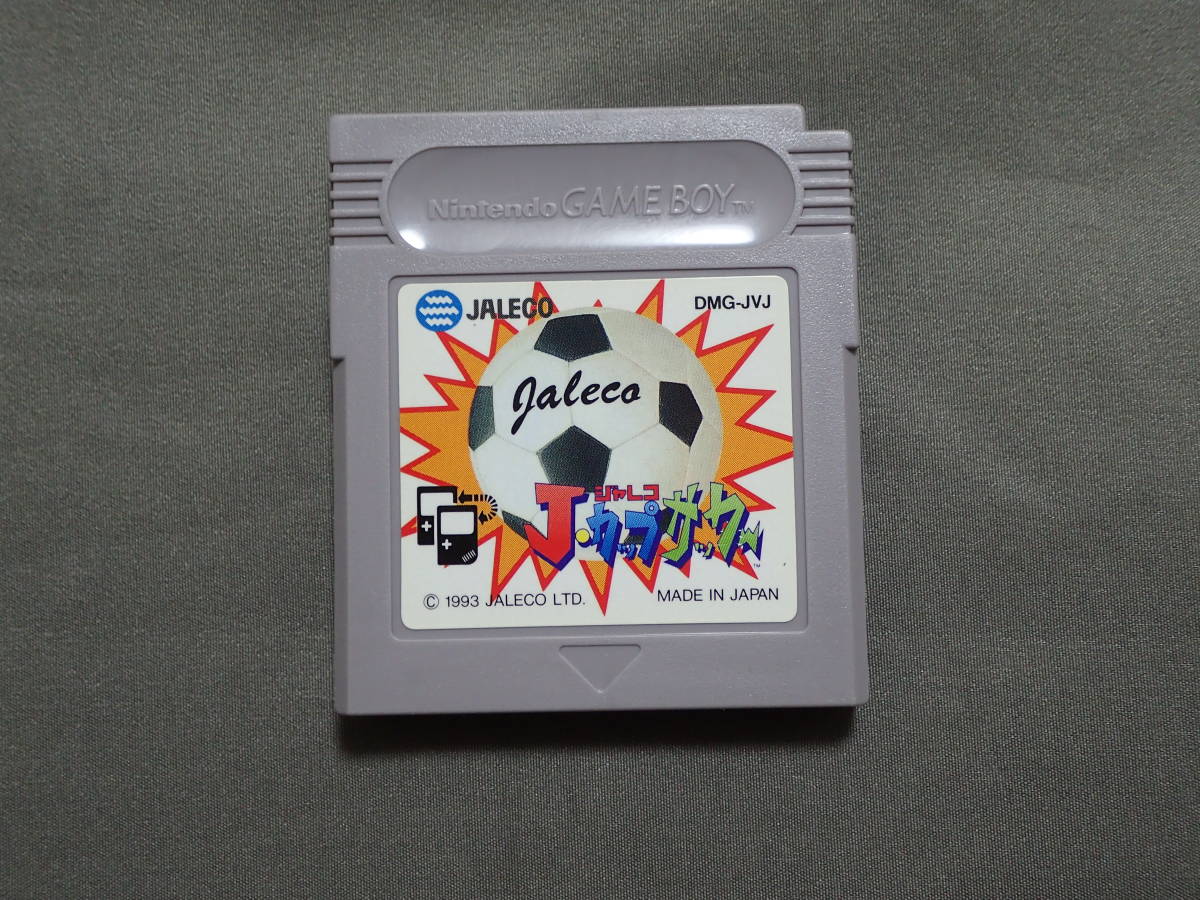 Nintendo GAME BOY TM
JALECO
DMG-JVJ
Jaleco
ジャレコ
J.カップサッカー
TM
© 1993 JALECO LTD.
MADE IN JAPAN